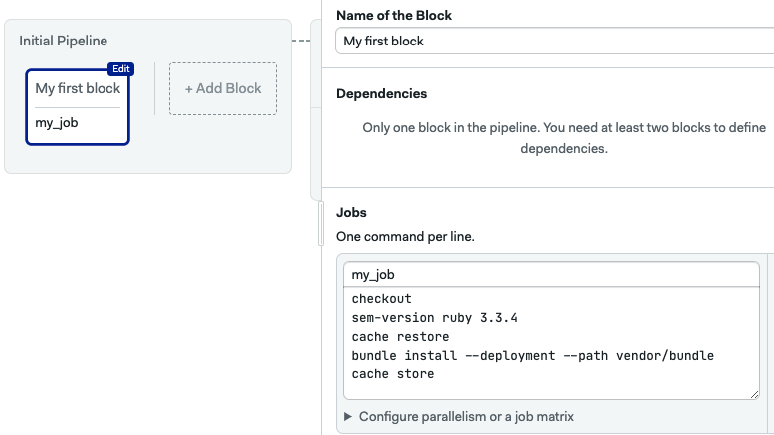 Initial Pipeline
Edit
My first block
my_job
+ Add Block
Name of the Block
My first block
Dependencies
Only one block in the pipeline. You need at least two blocks to define
dependencies.
Jobs
One command per line.
my_job
checkout
sem-version ruby 3.3.4
cache restore
bundle install --deployment --path vendor/bundle
cache store
Configure parallelism or a job matrix